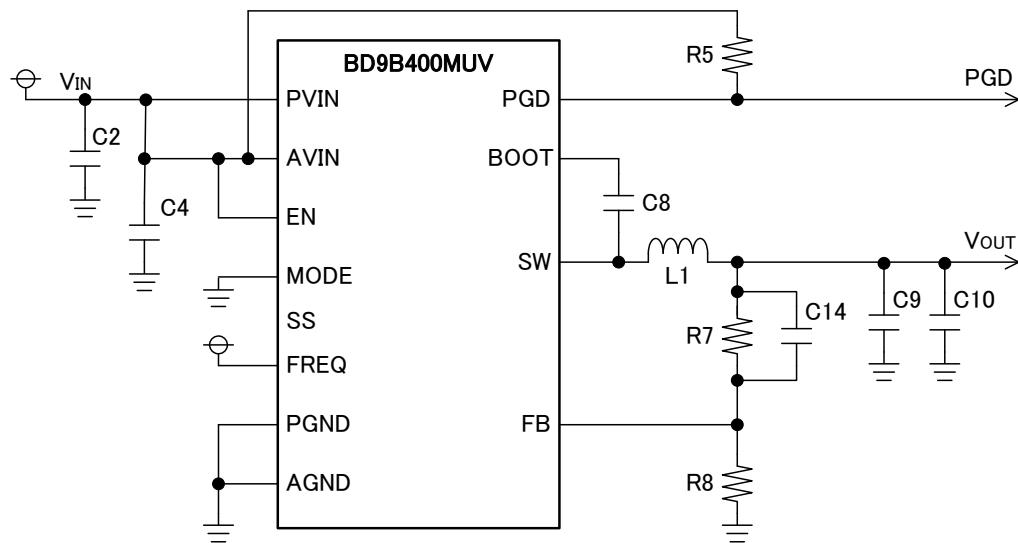 BD9B400MUV
R5
VIN
PVIN
PGD
PGD
C2
AVIN
BOOT
C4
C8
EN
VOUT
SW
MODE
L1
SS
C14
C9
C10
R7
FREQ
PGND
FB
AGND
R8